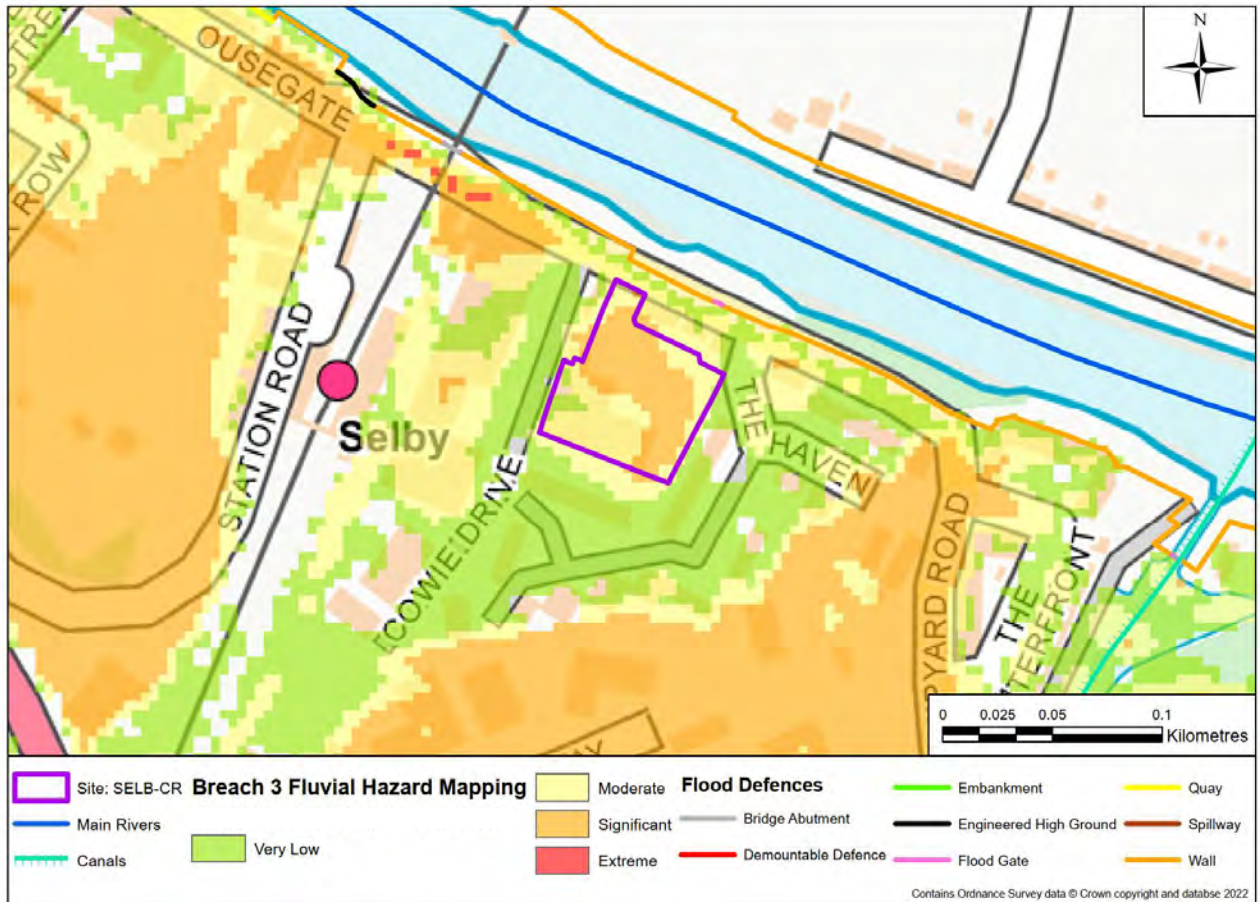 N
OUSEGATE
STRE
ROW
STATION ROAD
Selby
COWIE DRIVE
THE HAVEN
PYARD ROAD
THE
TERFRONT
0 0.025 0.05 0.1
Kilometres
Site: SELB-CR
Main Rivers
Canals
Breach 3 Fluvial Hazard Mapping
Very Low
Moderate
Significant
Extreme
Flood Defences
Bridge Abutment
Demountable Defence
Embankment
Engineered High Ground
Flood Gate
Quay
Spillway
Wall
Contains Ordnance Survey data © Crown copyright and databse 2022